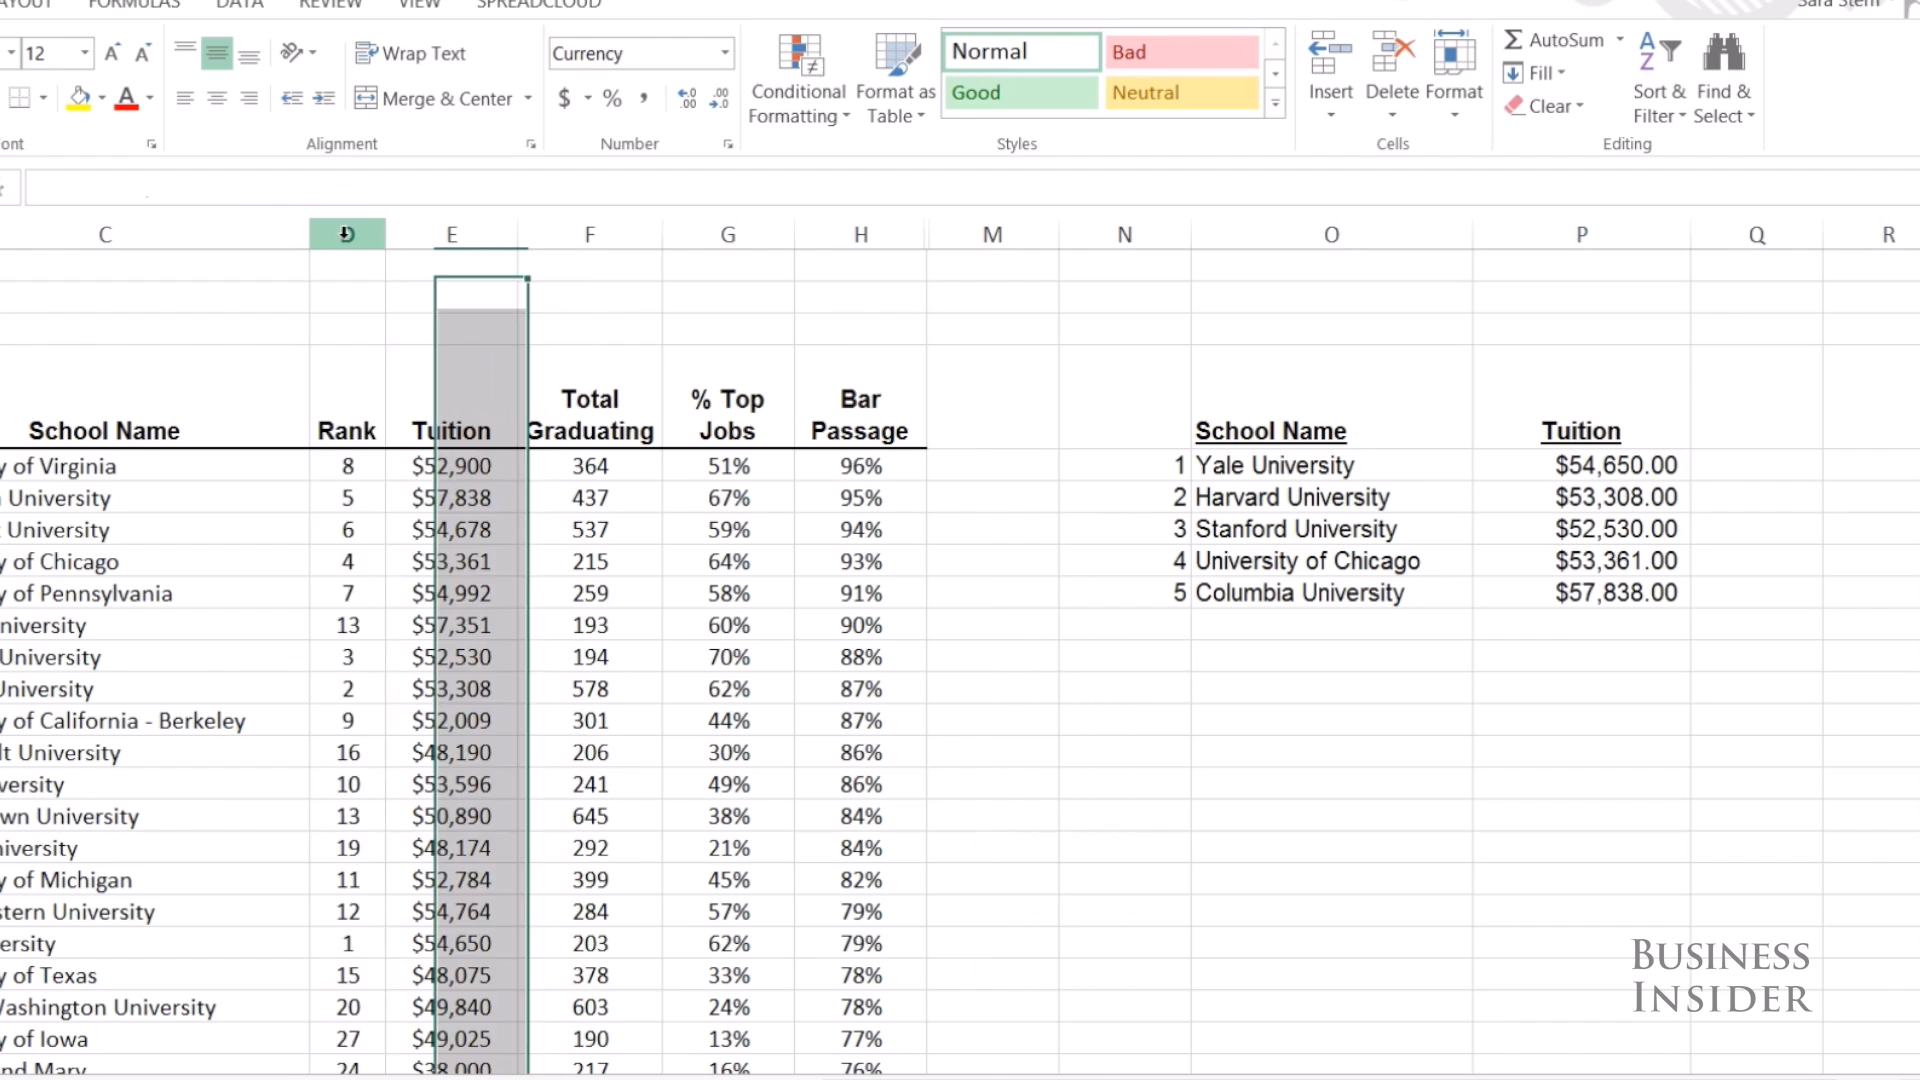 FORMULAS DATA REVIEW VIEW SPREADCLOUD
12 Wrap Text Currency
Merge & Center $ % ,
Conditional Formatting
Format as Table
Normal Bad
Good Neutral
Insert Delete Format
AutoSum
Fill
Clear
Sort & Filter
Find & Select
Alignment Number Styles Cells Editing
C D E F G H M N O P Q R
School Name Rank Tuition Total Graduating % Top Jobs Bar Passage School Name Tuition
y of Virginia 8 $52,900 364 51% 96% 1 Yale University $54,650.00
University 5 $57,838 437 67% 95% 2 Harvard University $53,308.00
University 6 $54,678 537 59% 94% 3 Stanford University $52,530.00
y of Chicago 4 $53,361 215 64% 93% 4 University of Chicago $53,361.00
y of Pennsylvania 7 $54,992 259 58% 91% 5 Columbia University $57,838.00
niversity 13 $57,351 193 60% 90%
University 3 $52,530 194 70% 88%
University 2 $53,308 578 62% 87%
y of California - Berkeley 9 $52,009 301 44% 87%
lt University 16 $48,190 206 30% 86%
versity 10 $53,596 241 49% 86%
wn University 13 $50,890 645 38% 84%
niversity 19 $48,174 292 21% 84%
y of Michigan 11 $52,784 399 45% 82%
stern University 12 $54,764 284 57% 79%
ersity 1 $54,650 203 62% 79%
y of Texas 15 $48,075 378 33% 78%
Washington University 20 $49,840 603 24% 78%
y of Iowa 27 $49,025 190 13% 77%
nd Mary 24 $38,000 217 16% 76%
BUSINESS
INSIDER